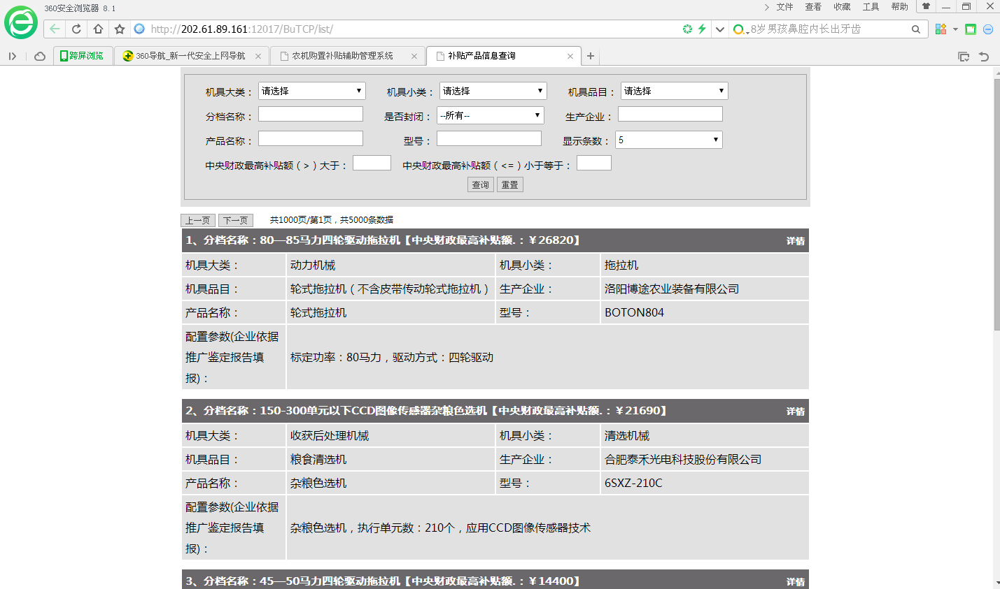 360安全浏览器 8.1
文件 查看 收藏 工具 帮助
http://202.61.89.161:12017/BuTCP/list/
8岁男孩鼻腔内长出牙齿
跨屏浏览
360导航_新一代安全上网导航
农机购置补贴辅助管理系统
补贴产品信息查询
机具大类： 请选择 机具小类： 请选择 机具品目： 请选择
分档名称： 是否封闭： --所有-- 生产企业：
产品名称： 型号： 显示条数： 5
中央财政最高补贴额（>）大于： 中央财政最高补贴额（<=）小于等于：
查询 重置
上一页 下一页 共1000页/第1页，共5000条数据
1、分档名称：80—85马力四轮驱动拖拉机【中央财政最高补贴额.：￥26820】 详情
机具大类： 动力机械 机具小类： 拖拉机
机具品目： 轮式拖拉机（不含皮带传动轮式拖拉机） 生产企业： 洛阳博途农业装备有限公司
产品名称： 轮式拖拉机 型号： BOTON804
配置参数(企业依据
推广鉴定报告填
报)：
标定功率：80马力，驱动方式：四轮驱动
2、分档名称：150-300单元以下CCD图像传感器杂粮色选机【中央财政最高补贴额.：￥21690】 详情
机具大类： 收获后处理机械 机具小类： 清选机械
机具品目： 粮食清选机 生产企业： 合肥泰禾光电科技股份有限公司
产品名称： 杂粮色选机 型号： 6SXZ-210C
配置参数(企业依据
推广鉴定报告填
报)：
杂粮色选机，执行单元数：210个，应用CCD图像传感器技术
3、分档名称：45—50马力四轮驱动拖拉机【中央财政最高补贴额.：￥14400】 详情